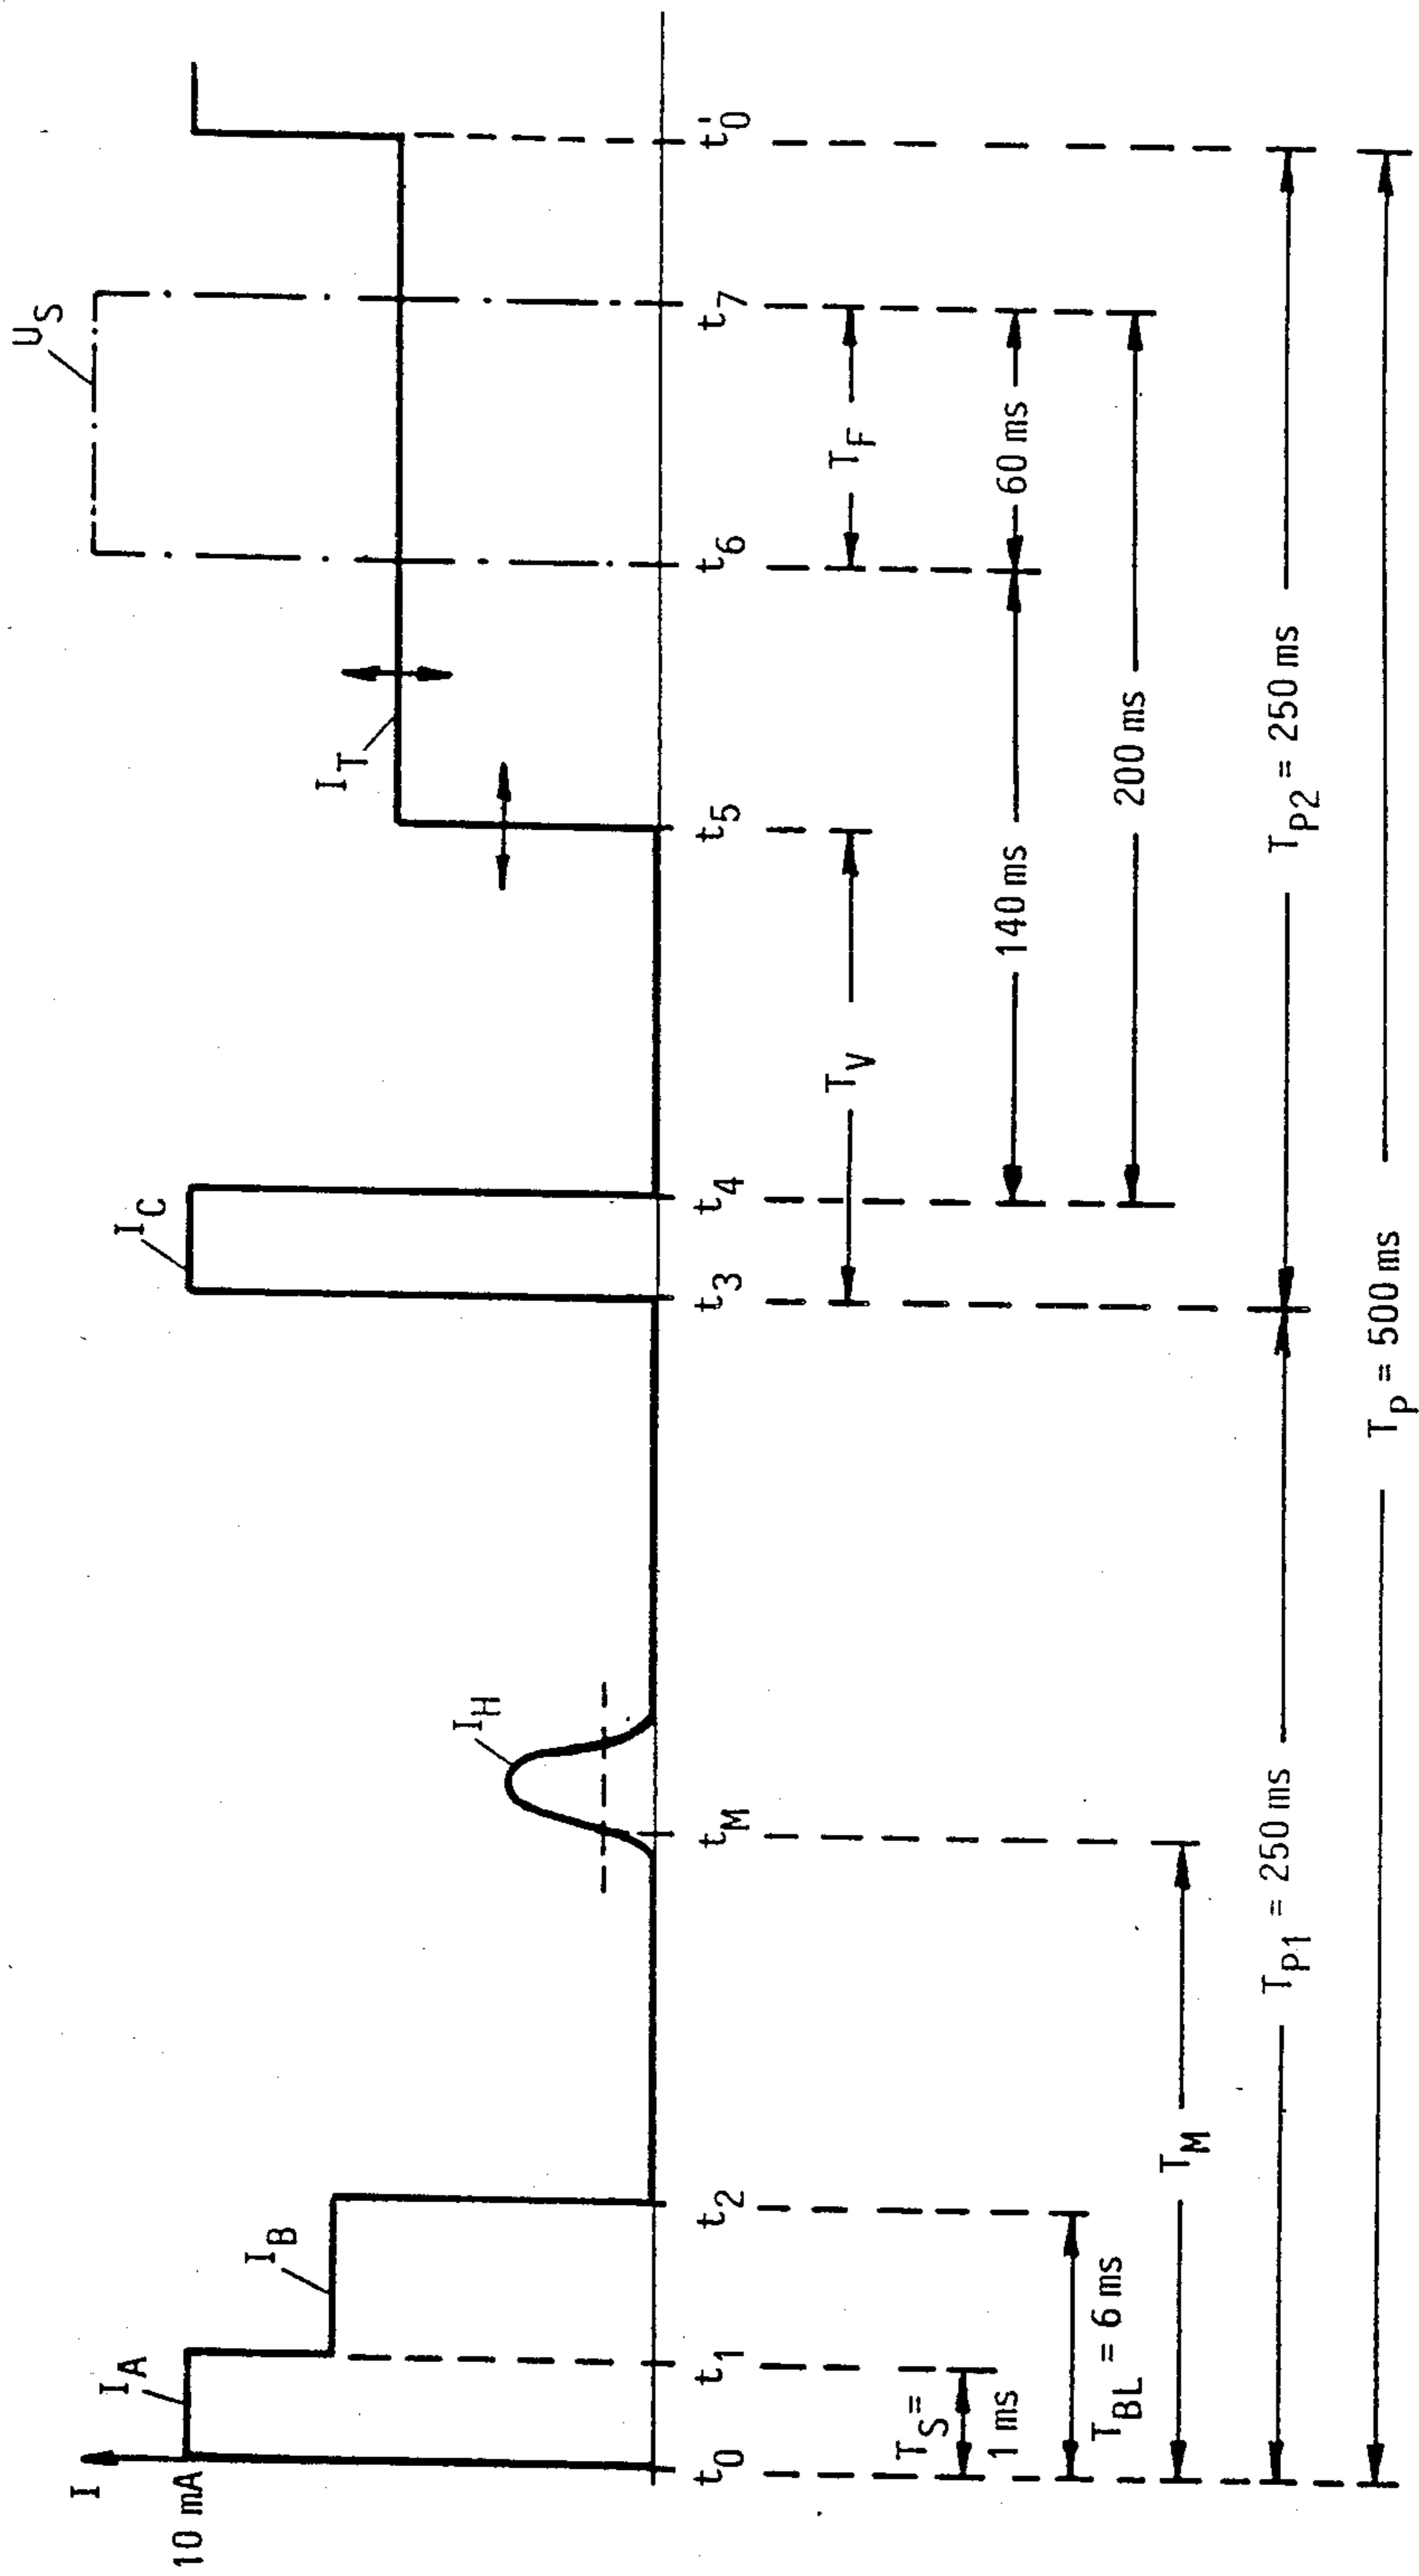 I
10 mA
I_A
I_B
I_H
I_C
I_T
U_S
t_0
t_1
t_2
t_M
t_3
t_4
t_5
t_6
t_7
t'_0
T_S =
1 ms
T_V
T_F
T_BL = 6 ms
140 ms
60 ms
T_M
200 ms
T_P1 = 250 ms
T_P2 = 250 ms
T_P = 500 ms